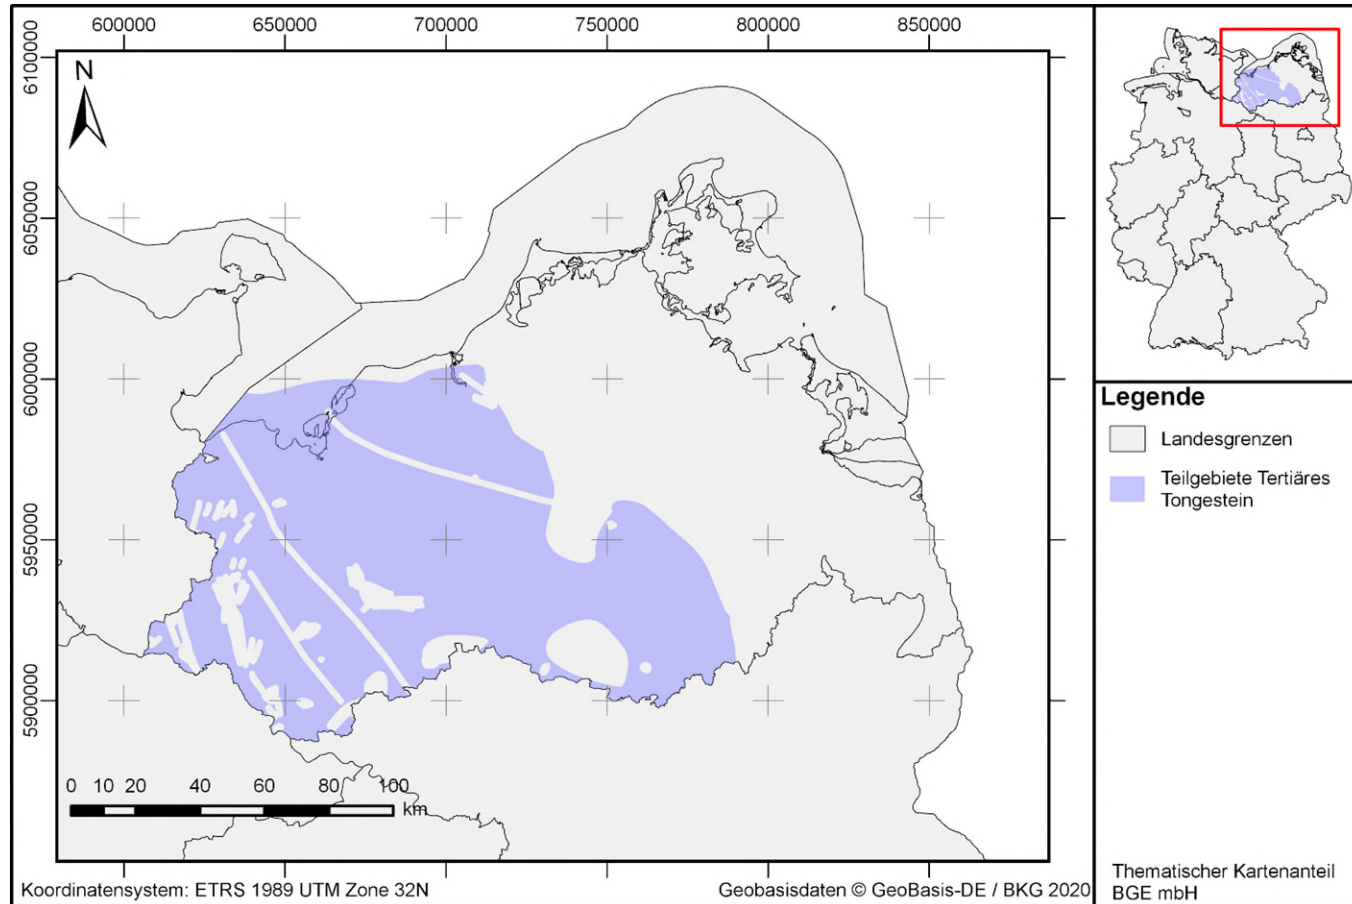 600000 650000 700000 750000 800000 850000
6100000
6050000
6000000
5950000
5900000
N
0 10 20 40 60 80 100
km
Koordinatensystem: ETRS 1989 UTM Zone 32N
Geobasisdaten © GeoBasis-DE / BKG 2020
Legende
Landesgrenzen
Teilgebiete Tertiäres
Tongestein
Thematischer Kartenanteil
BGE mbH